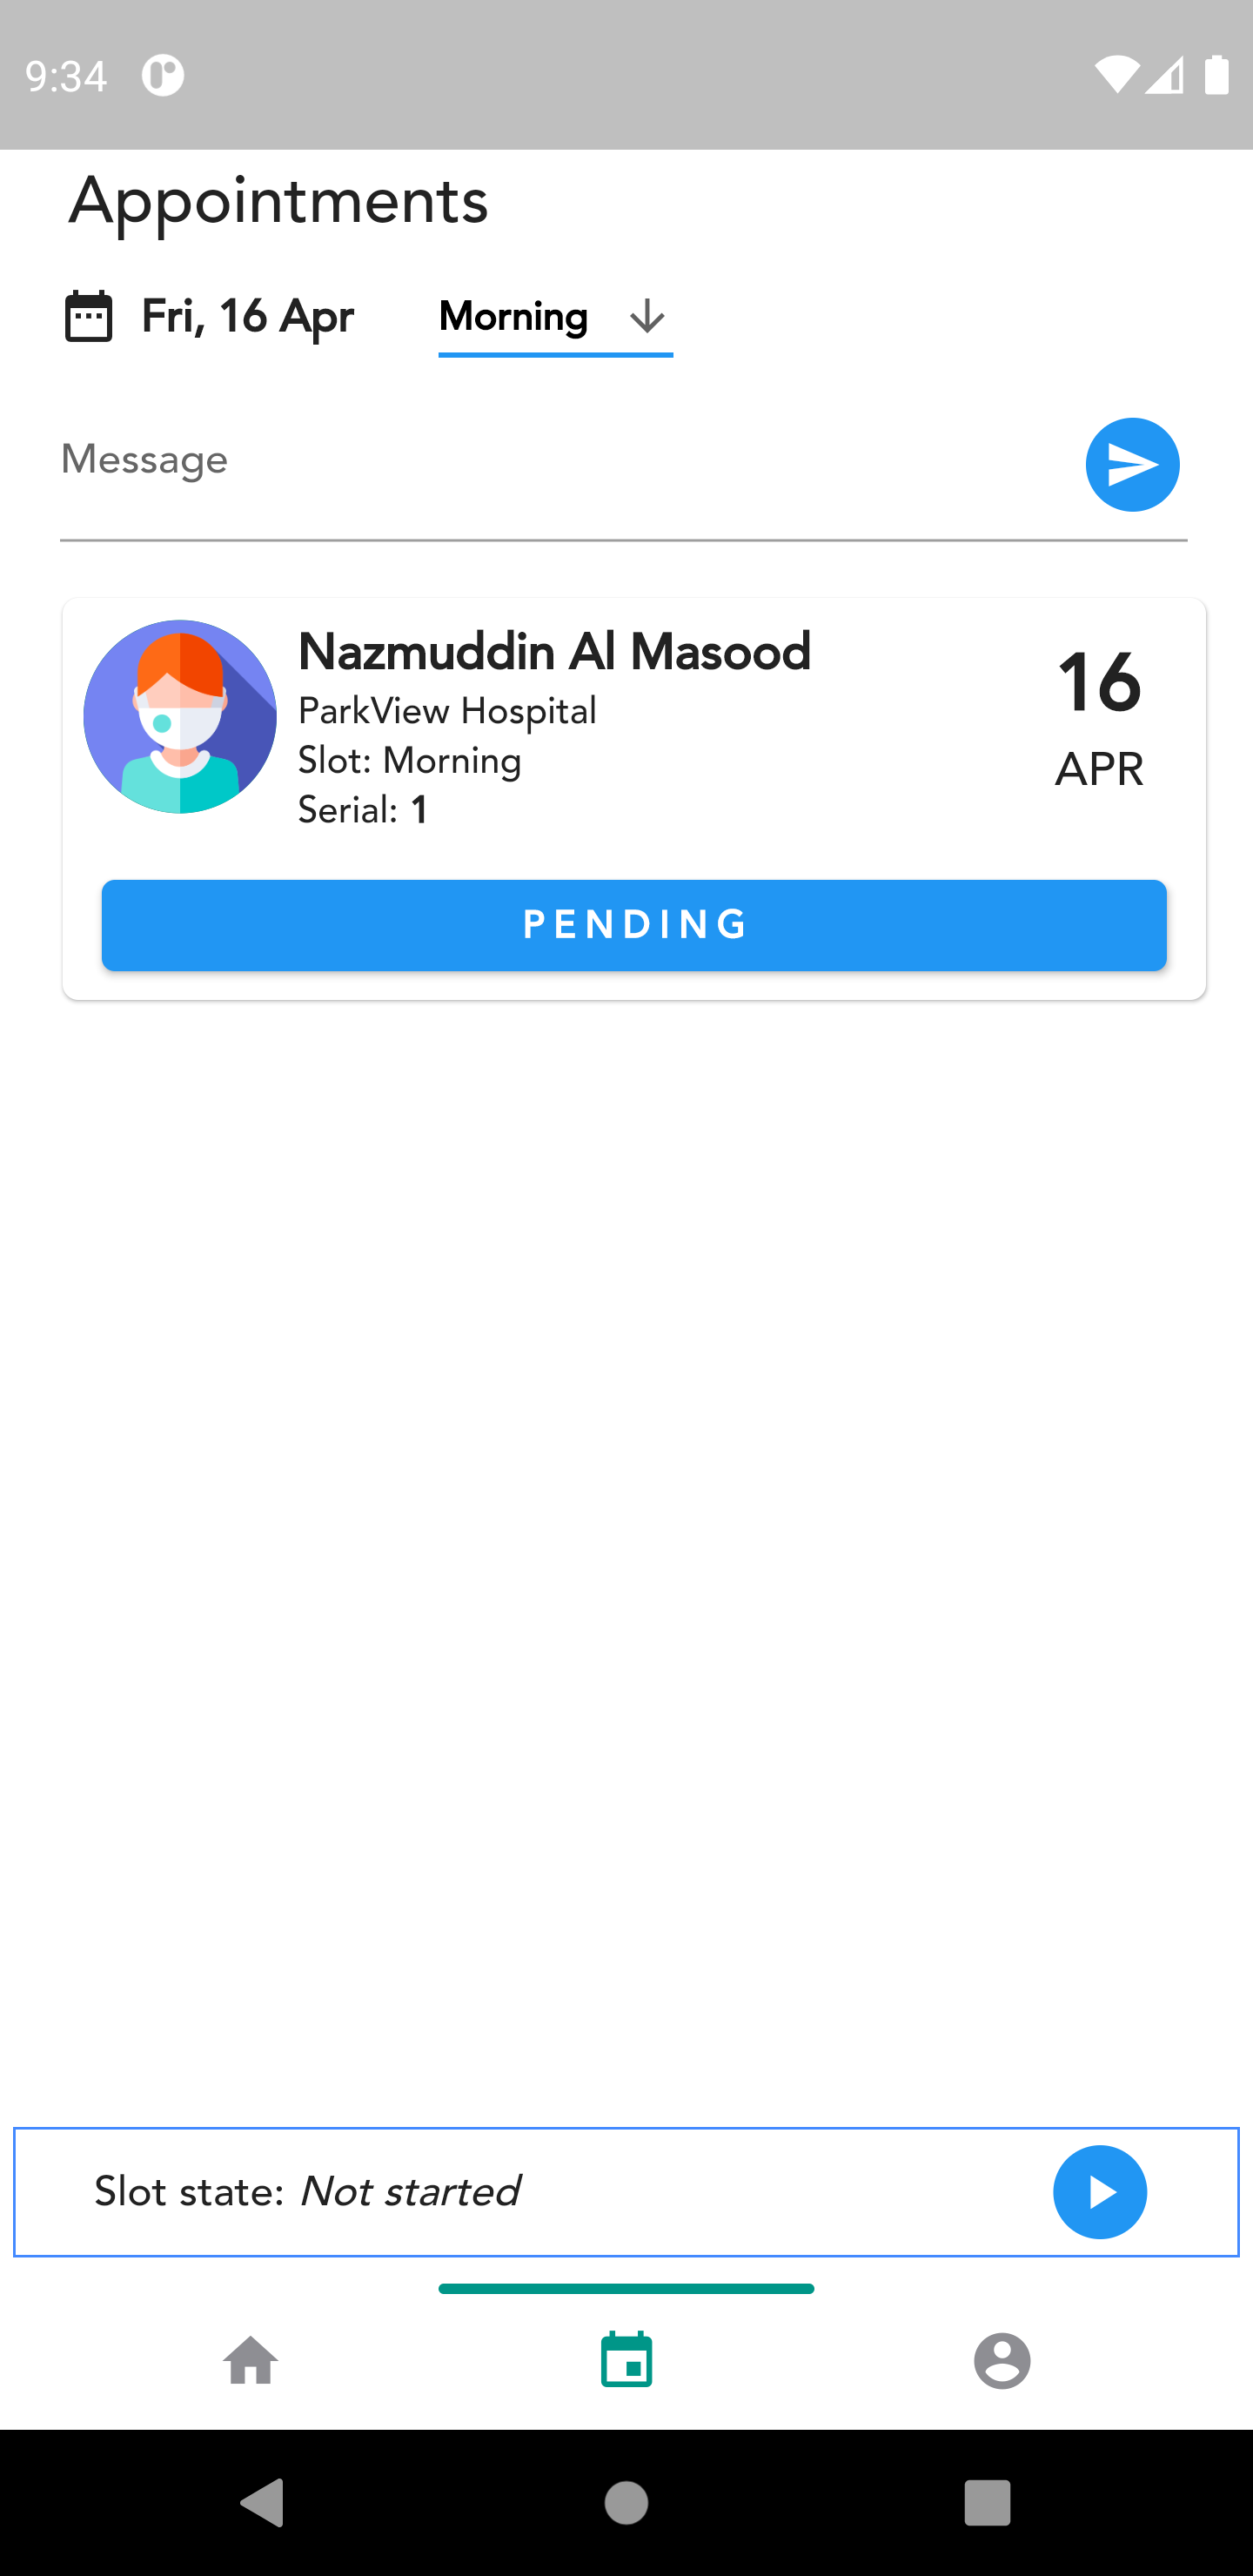 9:34
Appointments
Fri, 16 Apr Morning
Message
Nazmuddin Al Masood
ParkView Hospital
Slot: Morning
Serial: 1
16
APR
PENDING
Slot state: Not started